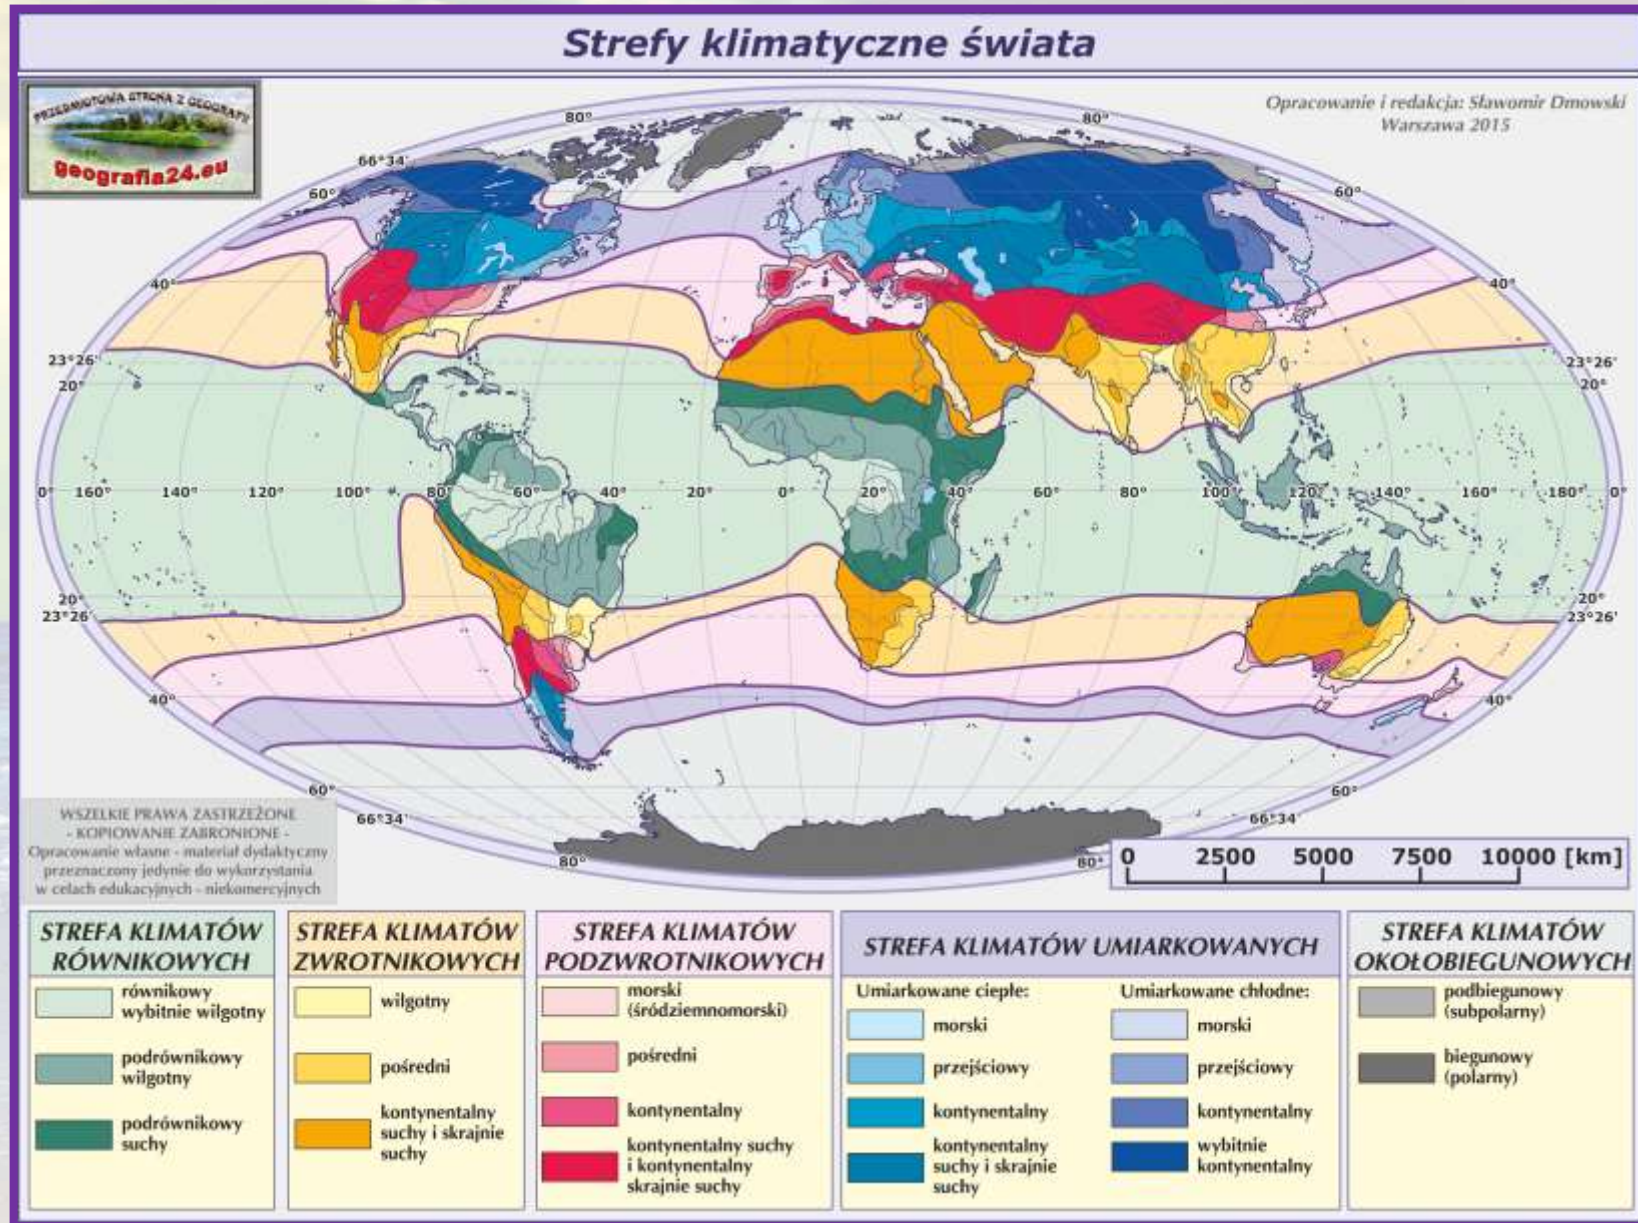 Strefy klimatyczne świata
PRZEDMIOTOWA STRONA Z GEOGRAFII
geografia24.eu
Opracowanie i redakcja: Sławomir Dmowski
Warszawa 2015
80° 80°
66°34'
60° 60°
40° 40°
23°26' 23°26'
20° 20°
0° 160° 140° 120° 100° 80° 60° 40° 20° 0° 20° 40° 60° 80° 100° 120° 140° 160° 180° 0°
20° 20°
23°26' 23°26'
40° 40°
60° 60°
66°34' 66°34'
80° 80°
WSZELKIE PRAWA ZASTRZEŻONE
- KOPIOWANIE ZABRONIONE -
Opracowanie własne - materiał dydaktyczny
przeznaczony jedynie do wykorzystania
w celach edukacyjnych - niekomercyjnych
0 2500 5000 7500 10000 [km]
STREFA KLIMATÓW
RÓWNIKOWYCH
równikowy
wybitnie wilgotny
podrównikowy
wilgotny
podrównikowy
suchy
STREFA KLIMATÓW
ZWROTNIKOWYCH
wilgotny
pośredni
kontynentalny
suchy i skrajnie
suchy
STREFA KLIMATÓW
PODZWROTNIKOWYCH
morski
(śródziemnomorski)
pośredni
kontynentalny
kontynentalny suchy
i kontynentalny
skrajnie suchy
STREFA KLIMATÓW UMIARKOWANYCH
Umiarkowane ciepłe:
morski
przejściowy
kontynentalny
kontynentalny
suchy i skrajnie
suchy
Umiarkowane chłodne:
morski
przejściowy
kontynentalny
wybitnie
kontynentalny
STREFA KLIMATÓW
OKOŁOBIEGUNOWYCH
podbiegunowy
(subpolarny)
biegunowy
(polarny)